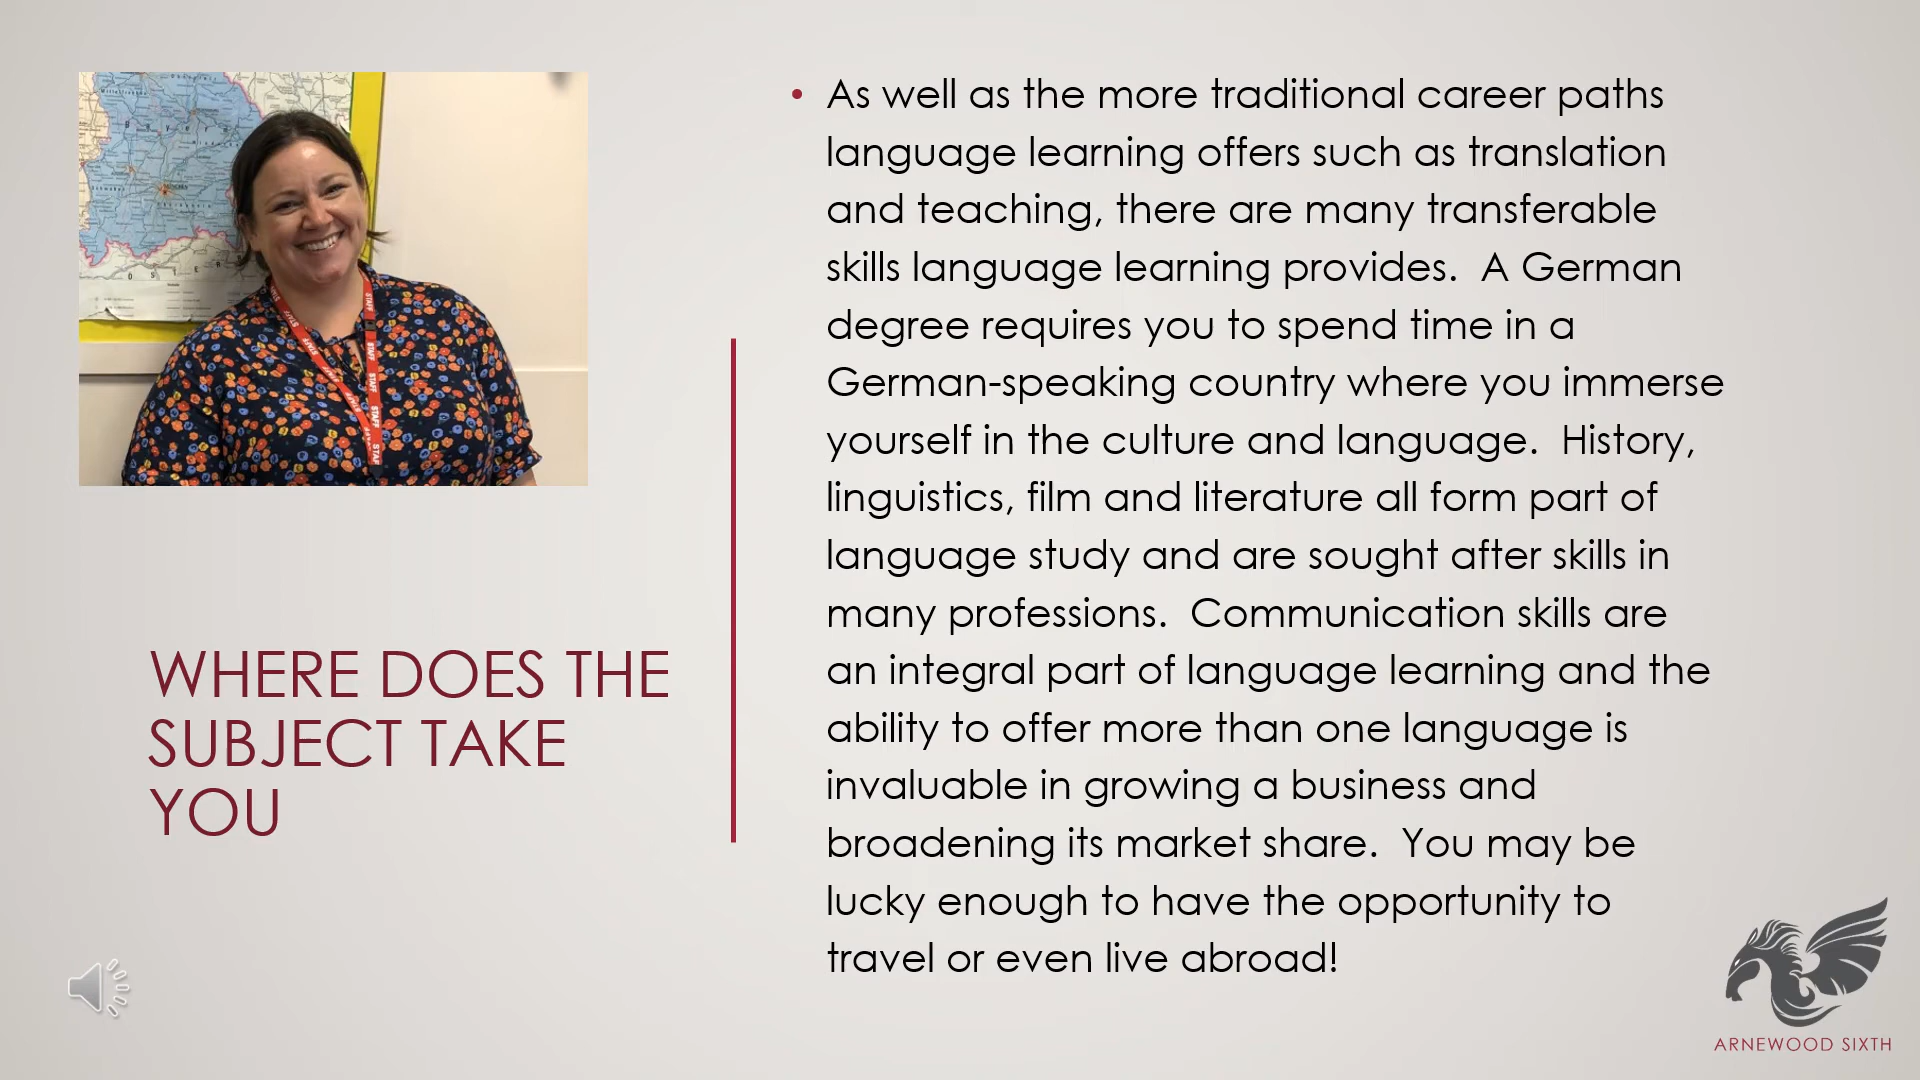 STAFF
STAFF
STAFF
STAFF
WHERE DOES THE
SUBJECT TAKE
YOU
• As well as the more traditional career paths
language learning offers such as translation
and teaching, there are many transferable
skills language learning provides.  A German
degree requires you to spend time in a
German-speaking country where you immerse
yourself in the culture and language.  History,
linguistics, film and literature all form part of
language study and are sought after skills in
many professions.  Communication skills are
an integral part of language learning and the
ability to offer more than one language is
invaluable in growing a business and
broadening its market share.  You may be
lucky enough to have the opportunity to
travel or even live abroad!
ARNEWOOD SIXTH